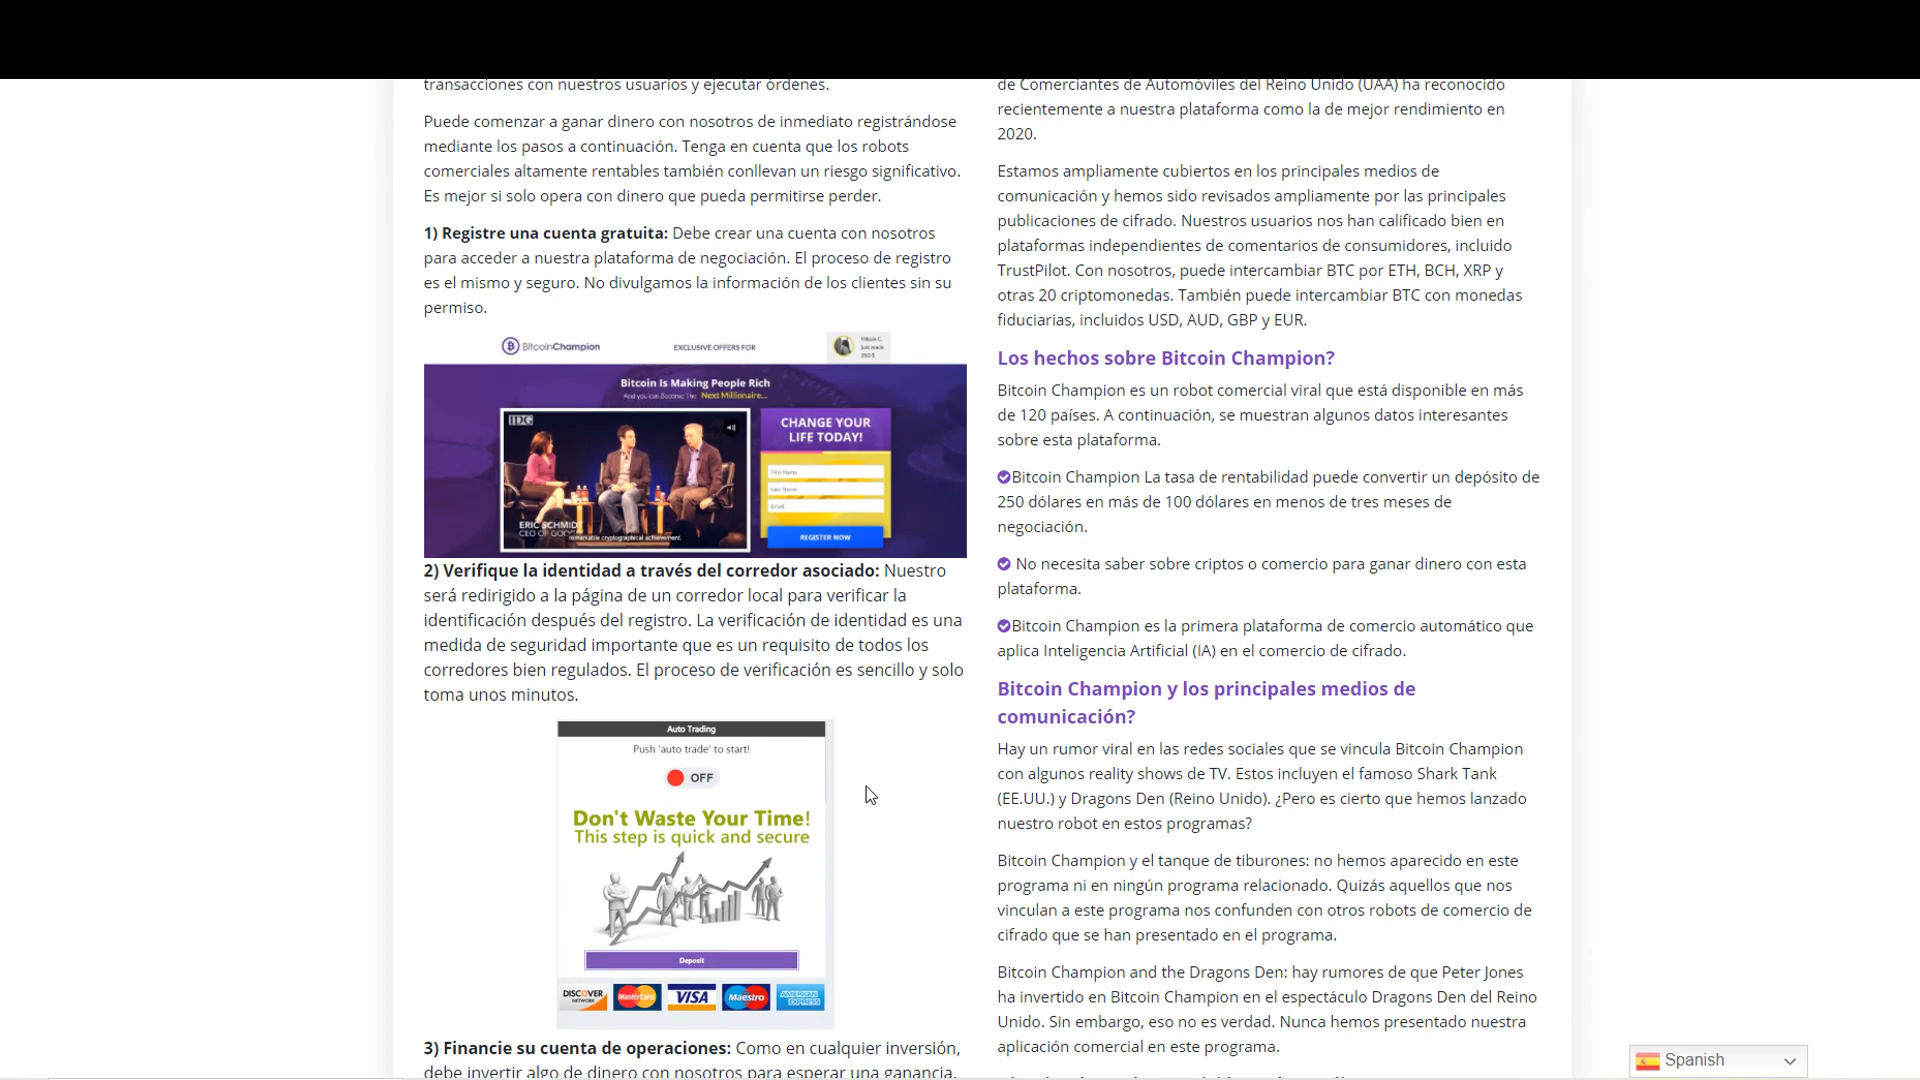 transacciones con nuestros usuarios y ejecutar órdenes.
Puede comenzar a ganar dinero con nosotros de inmediato registrándose
mediante los pasos a continuación. Tenga en cuenta que los robots
comerciales altamente rentables también conllevan un riesgo significativo.
Es mejor si solo opera con dinero que pueda permitirse perder.
1) Registre una cuenta gratuita: Debe crear una cuenta con nosotros
para acceder a nuestra plataforma de negociación. El proceso de registro
es el mismo y seguro. No divulgamos la información de los clientes sin su
permiso.
BitcoinChampion
EXCLUSIVE OFFERS FOR
Just made
Bitcoin Is Making People Rich
And you can Become The Next Millionaire...
IDG
ERIC SCHMIDT
CEO OF GOO
remarkable cryptographical achievement.
CHANGE YOUR
LIFE TODAY!
First Name
Last Name
Email
REGISTER NOW
2) Verifique la identidad a través del corredor asociado: Nuestro
será redirigido a la página de un corredor local para verificar la
identificación después del registro. La verificación de identidad es una
medida de seguridad importante que es un requisito de todos los
corredores bien regulados. El proceso de verificación es sencillo y solo
toma unos minutos.
Auto Trading
Push 'auto trade' to start!
OFF
Don't Waste Your Time!
This step is quick and secure
Deposit
DISCOVER
NETWORK
MasterCard
VISA
Maestro
AMERICAN
EXPRESS
3) Financie su cuenta de operaciones: Como en cualquier inversión,
debe invertir algo de dinero con nosotros para esperar una ganancia.
de Comerciantes de Automóviles del Reino Unido (UAA) ha reconocido
recientemente a nuestra plataforma como la de mejor rendimiento en
2020.
Estamos ampliamente cubiertos en los principales medios de
comunicación y hemos sido revisados ampliamente por las principales
publicaciones de cifrado. Nuestros usuarios nos han calificado bien en
plataformas independientes de comentarios de consumidores, incluido
TrustPilot. Con nosotros, puede intercambiar BTC por ETH, BCH, XRP y
otras 20 criptomonedas. También puede intercambiar BTC con monedas
fiduciarias, incluidos USD, AUD, GBP y EUR.
Los hechos sobre Bitcoin Champion?
Bitcoin Champion es un robot comercial viral que está disponible en más
de 120 países. A continuación, se muestran algunos datos interesantes
sobre esta plataforma.
Bitcoin Champion La tasa de rentabilidad puede convertir un depósito de
250 dólares en más de 100 dólares en menos de tres meses de
negociación.
No necesita saber sobre criptos o comercio para ganar dinero con esta
plataforma.
Bitcoin Champion es la primera plataforma de comercio automático que
aplica Inteligencia Artificial (IA) en el comercio de cifrado.
Bitcoin Champion y los principales medios de
comunicación?
Hay un rumor viral en las redes sociales que se vincula Bitcoin Champion
con algunos reality shows de TV. Estos incluyen el famoso Shark Tank
(EE.UU.) y Dragons Den (Reino Unido). ¿Pero es cierto que hemos lanzado
nuestro robot en estos programas?
Bitcoin Champion y el tanque de tiburones: no hemos aparecido en este
programa ni en ningún programa relacionado. Quizás aquellos que nos
vinculan a este programa nos confunden con otros robots de comercio de
cifrado que se han presentado en el programa.
Bitcoin Champion and the Dragons Den: hay rumores de que Peter Jones
ha invertido en Bitcoin Champion en el espectáculo Dragons Den del Reino
Unido. Sin embargo, eso no es verdad. Nunca hemos presentado nuestra
aplicación comercial en este programa.
Spanish